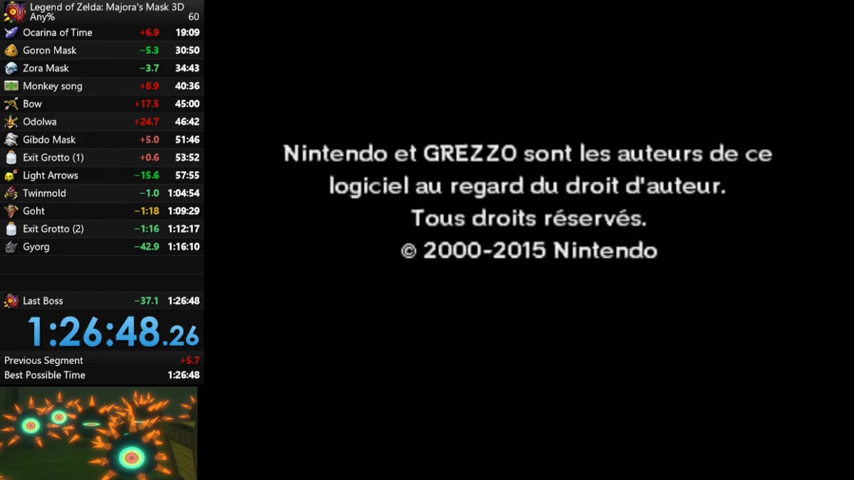 Legend of Zelda: Majora's Mask 3D
Any% 60
Ocarina of Time +6.9 19:09
Goron Mask −5.3 30:50
Zora Mask −3.7 34:43
Monkey song +8.9 40:36
Bow +17.5 45:00
Odolwa +24.7 46:42
Gibdo Mask +5.0 51:46
Exit Grotto (1) +0.6 53:52
Light Arrows −15.6 57:55
Twinmold −1.0 1:04:54
Goht −1:18 1:09:29
Exit Grotto (2) −1:16 1:12:17
Gyorg −42.9 1:16:10
Last Boss −37.1 1:26:48
1:26:48.26
Previous Segment +5.7
Best Possible Time 1:26:48
Nintendo et GREZZO sont les auteurs de ce
logiciel au regard du droit d'auteur.
Tous droits réservés.
© 2000-2015 Nintendo